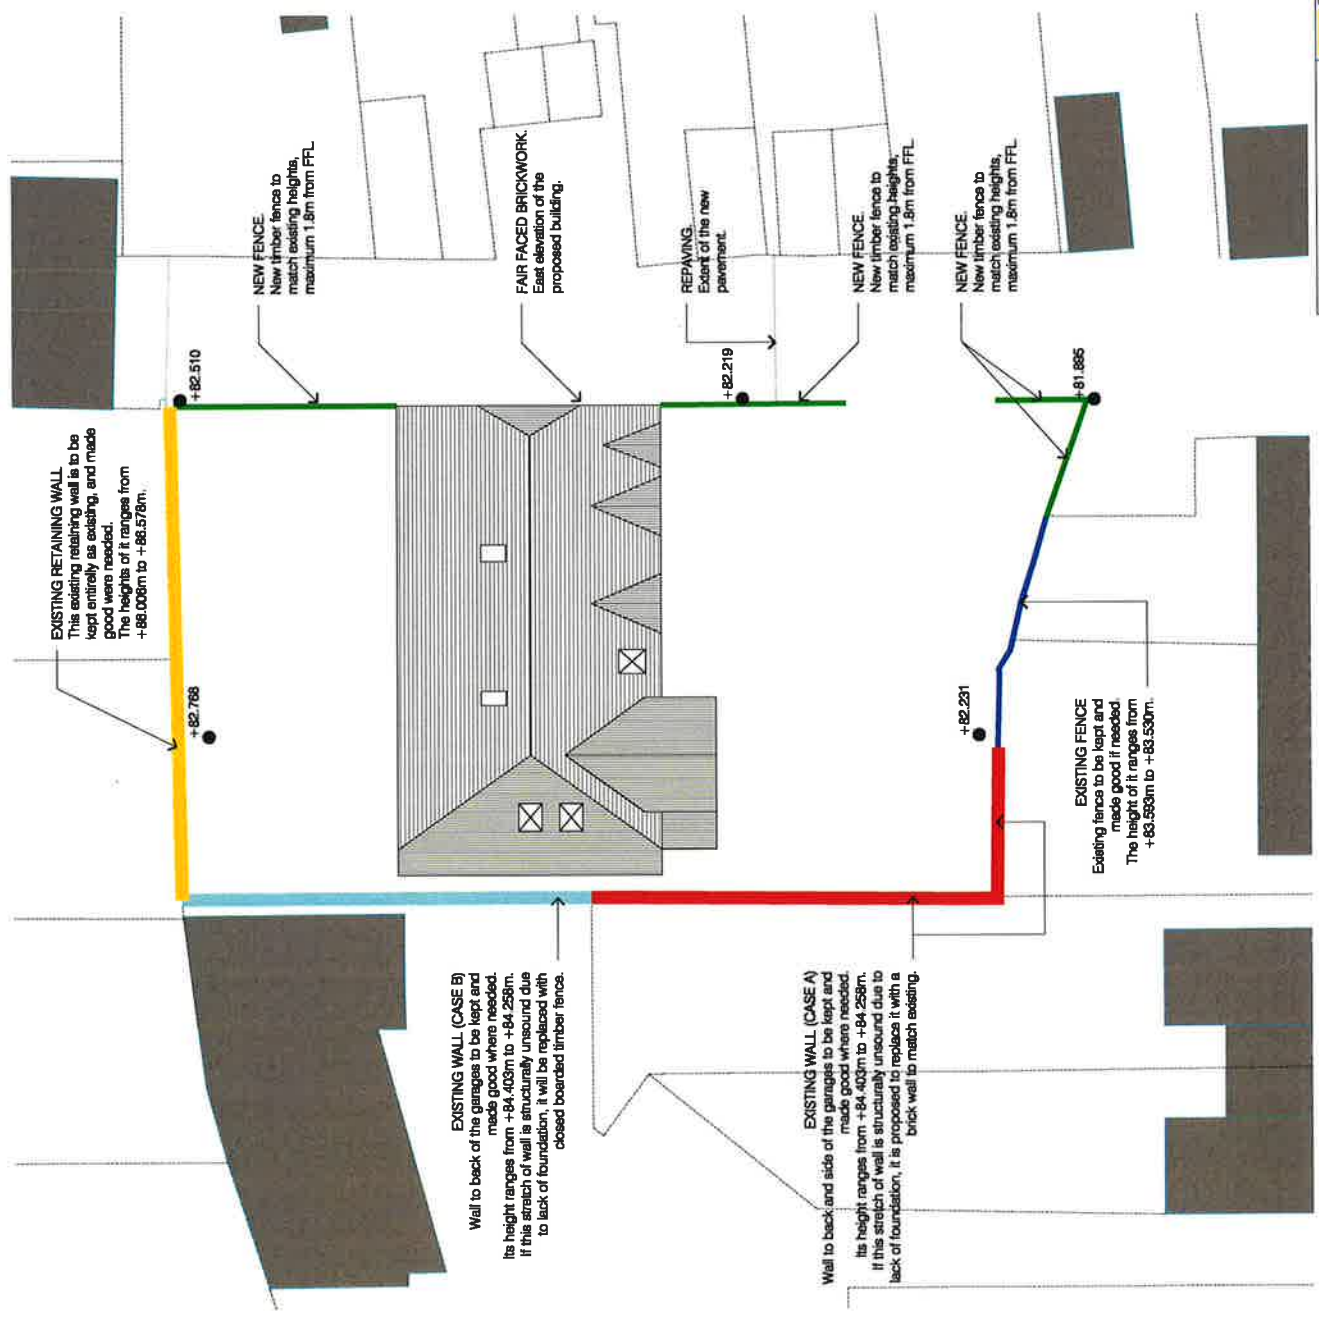 EXISTING RETAINING WALL
This existing retaining wall is to be
kept entirelly as existing, and made
good were needed.
The heights of it ranges from
+86.006m to +86.578m.
+82.510
+82.768
NEW FENCE.
New timber fence to
match existing heights,
maximum 1.8m from FFL.
FAIR FACED BRICKWORK.
East elevation of the
proposed building.
REPAVING.
Extent of the new
pavement.
+82.219
NEW FENCE.
New timber fence to
match existing heights,
maximum 1.8m from FFL.
NEW FENCE.
New timber fence to
match existing heights,
maximum 1.8m from FFL.
+81.895
+82.231
EXISTING FENCE
Existing fence to be kept and
made good if needed.
The height of it ranges from
+83.593m to +83.530m.
EXISTING WALL (CASE B)
Wall to back of the garages to be kept and
made good where needed.
Its height ranges from +84.403m to +84.258m.
If this stretch of wall is structurally unsound due
to lack of foundation, it will be replaced with
closed boarded timber fence.
EXISTING WALL (CASE A)
Wall to back and side of the garages to be kept and
made good where needed.
Its height ranges from +84.403m to +84.258m.
If this stretch of wall is structurally unsound due to
lack of foundation, it is proposed to replace it with a
brick wall to match existing.